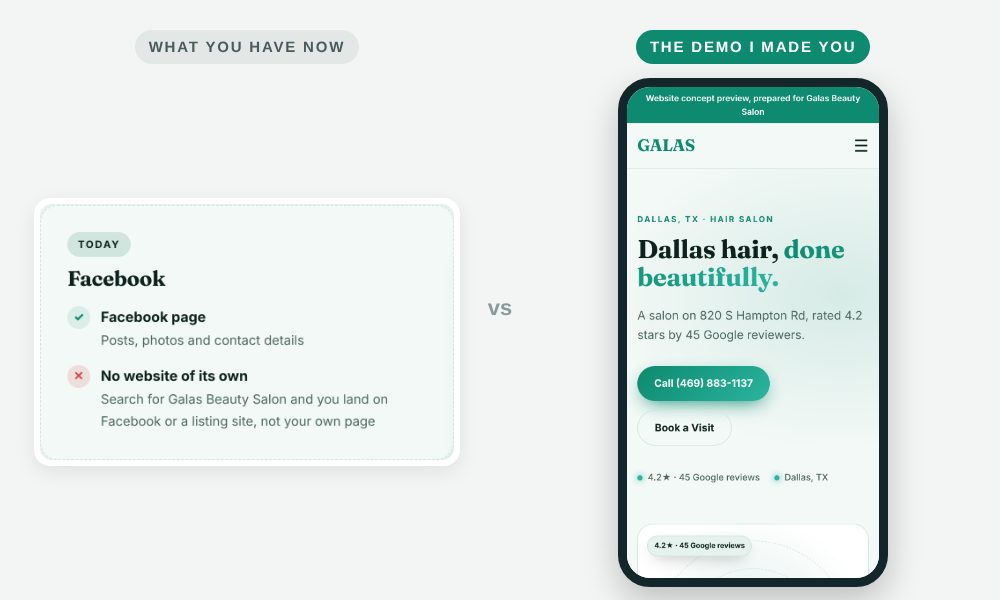 WHAT YOU HAVE NOW
TODAY
Facebook
Facebook page
Posts, photos and contact details
No website of its own
Search for Galas Beauty Salon and you land on
Facebook or a listing site, not your own page
vs
THE DEMO I MADE YOU
Website concept preview, prepared for Galas Beauty
Salon
GALAS
DALLAS, TX · HAIR SALON
Dallas hair, done
beautifully.
A salon on 820 S Hampton Rd, rated 4.2
stars by 45 Google reviewers.
Call (469) 883-1137
Book a Visit
4.2★ · 45 Google reviews
Dallas, TX
4.2★ · 45 Google reviews